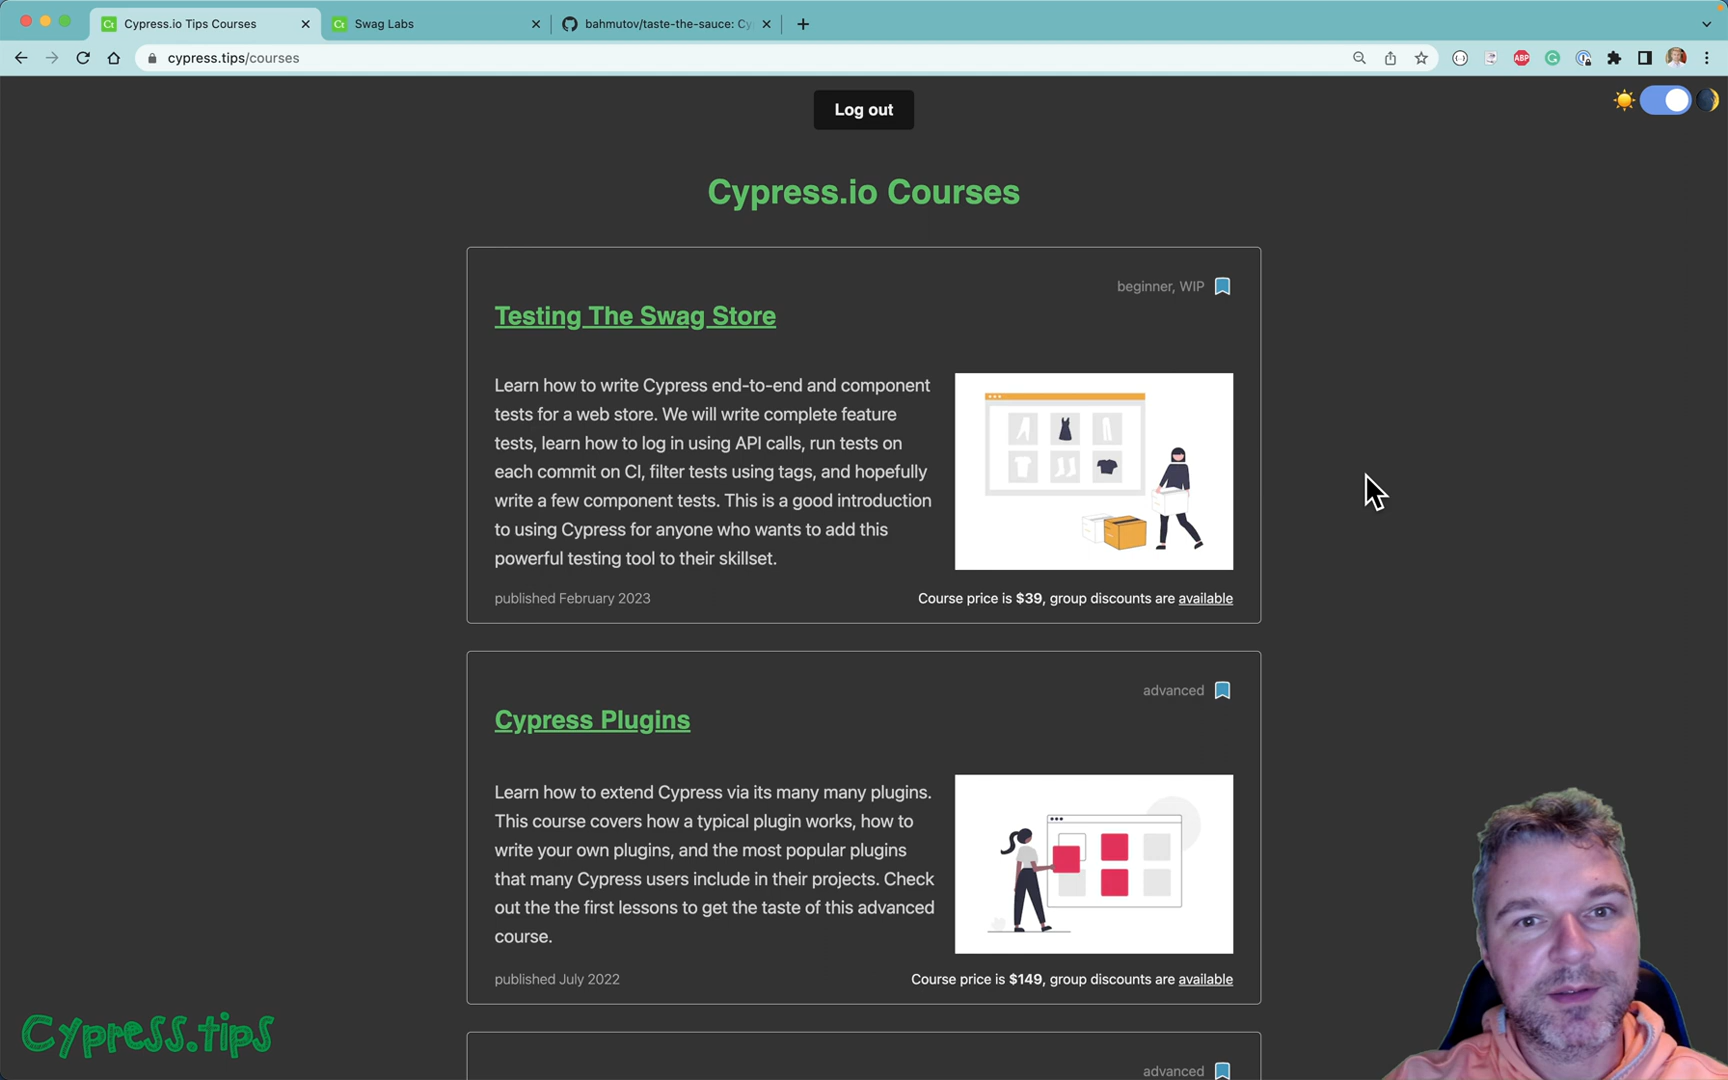 Cypress.io Tips Courses
Swag Labs
bahmutov/taste-the-sauce: Cy
cypress.tips/courses
ABP
Log out
Cypress.io Courses
beginner, WIP
Testing The Swag Store
Learn how to write Cypress end-to-end and component
tests for a web store. We will write complete feature
tests, learn how to log in using API calls, run tests on
each commit on CI, filter tests using tags, and hopefully
write a few component tests. This is a good introduction
to using Cypress for anyone who wants to add this
powerful testing tool to their skillset.
published February 2023
Course price is $39, group discounts are available
advanced
Cypress Plugins
Learn how to extend Cypress via its many many plugins.
This course covers how a typical plugin works, how to
write your own plugins, and the most popular plugins
that many Cypress users include in their projects. Check
out the the first lessons to get the taste of this advanced
course.
published July 2022
Course price is $149, group discounts are available
Cypress.tips
advanced